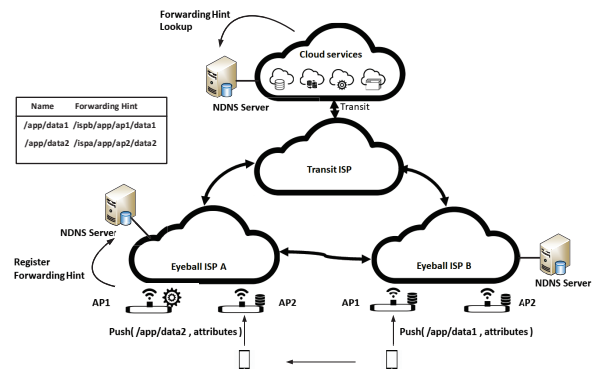 Forwarding Hint
Lookup
Cloud services
NDNS Server
Transit
Name Forwarding Hint
/app/data1 /ispb/app/ap1/data1
/app/data2 /ispa/app/ap2/data2
Transit ISP
NDNS Server
Register
Forwarding Hint
Eyeball ISP A
Eyeball ISP B
NDNS Server
AP1
AP2
AP1
AP2
Push( /app/data2 , attributes )
Push( /app/data1 , attributes )